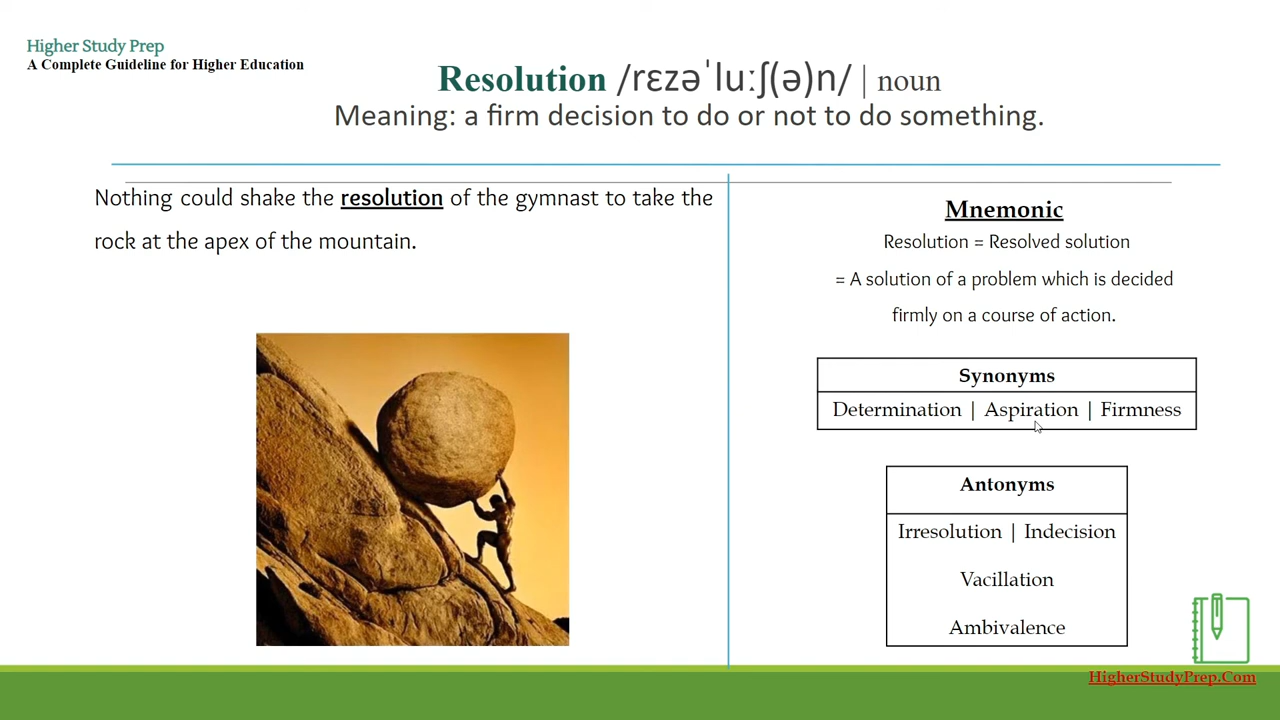 Higher Study Prep
A Complete Guideline for Higher Education
Resolution /rɛzəˈluːʃ(ə)n/ | noun
Meaning: a firm decision to do or not to do something.
Nothing could shake the resolution of the gymnast to take the
rock at the apex of the mountain.
Mnemonic
Resolution = Resolved solution
= A solution of a problem which is decided
firmly on a course of action.
Synonyms
Determination | Aspiration | Firmness
Antonyms
Irresolution | Indecision
Vacillation
Ambivalence
HigherStudyPrep.Com